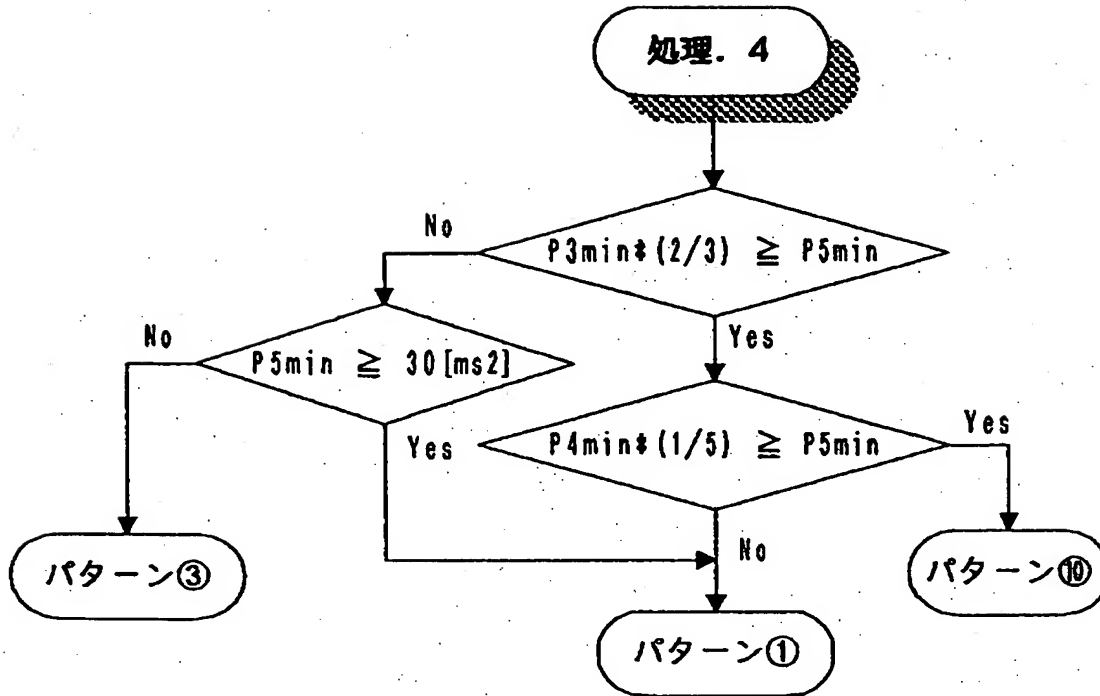 処理. 4
No
P3min*(2/3) ≧ P5min
No
Yes
P5min ≧ 30[ms2]
Yes
Yes
P4min*(1/5) ≧ P5min
No
パターン③
パターン⑩
パターン①